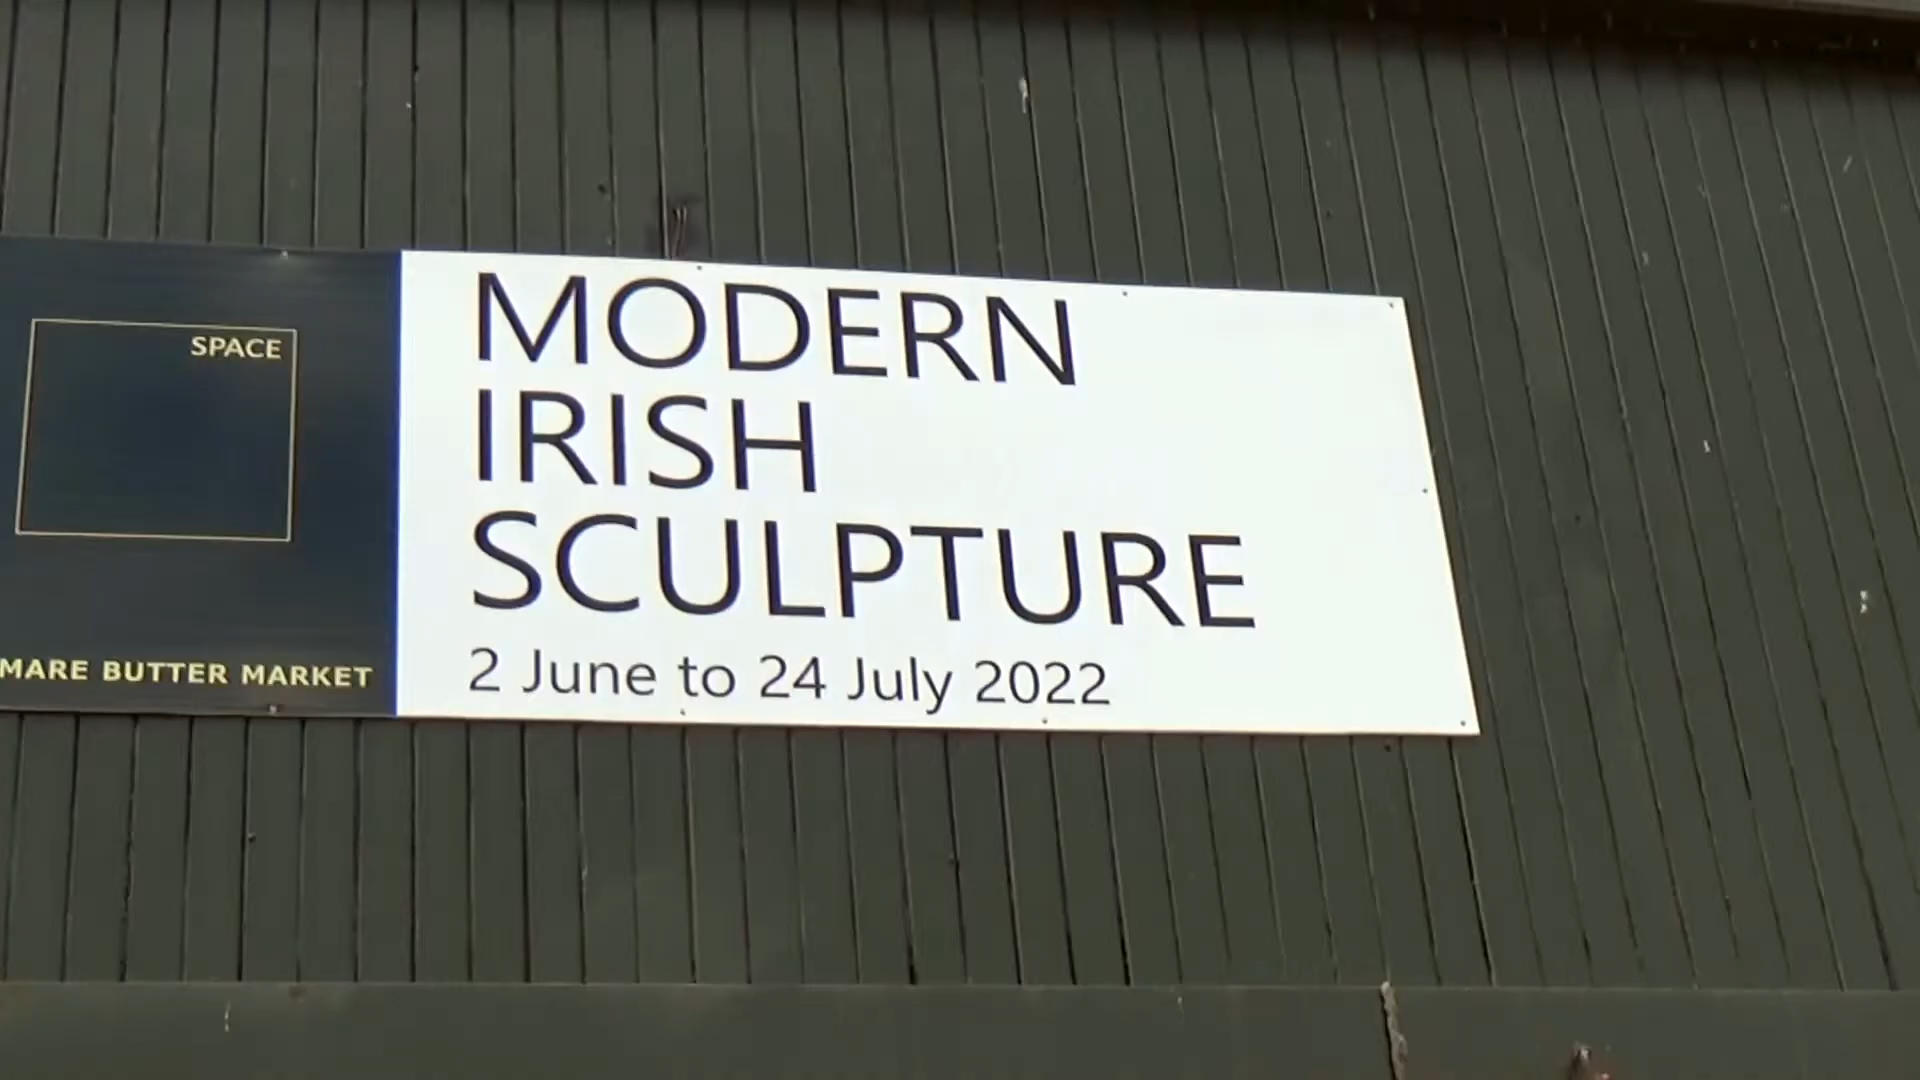 SPACE
MARE BUTTER MARKET
MODERN
IRISH
SCULPTURE
2 June to 24 July 2022